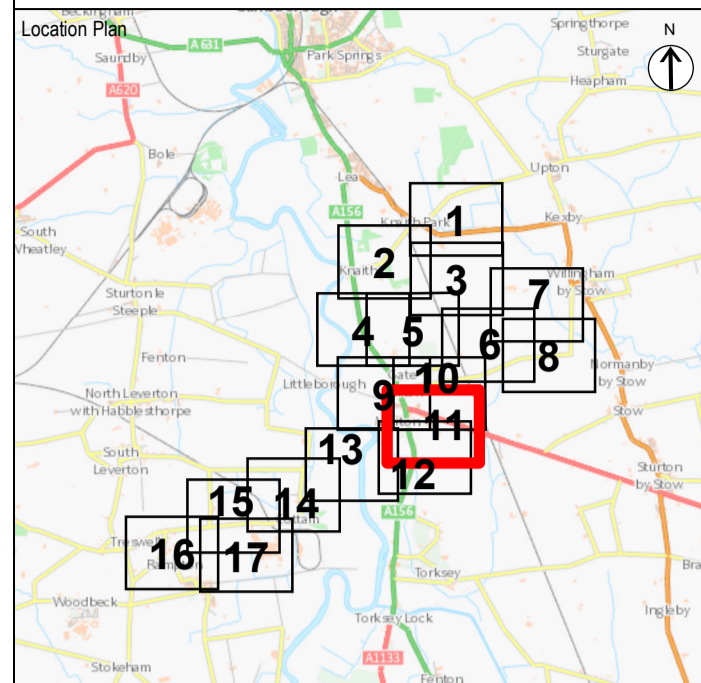 Location Plan
N
Springthorpe
A 631
Saundby
Park Springs
Sturgate
Heapham
A620
Bole
Upton
Lea
A156
Knaith Park
1
Kexby
South
Wheatley
Knaith
2
3
Willingham
by Stow
7
Sturton le
Steeple
4
5
6
8
Fenton
Normanby
by Stow
Littleborough
10
North Leverton
with Habblesthorpe
9
11
Stow
South
Leverton
13
12
Sturton
by Stow
15
14
A156
Treswell
16
17
Torksey
Woodbeck
Torksey Lock
Ingleby
Stokeham
A1133
Fenton